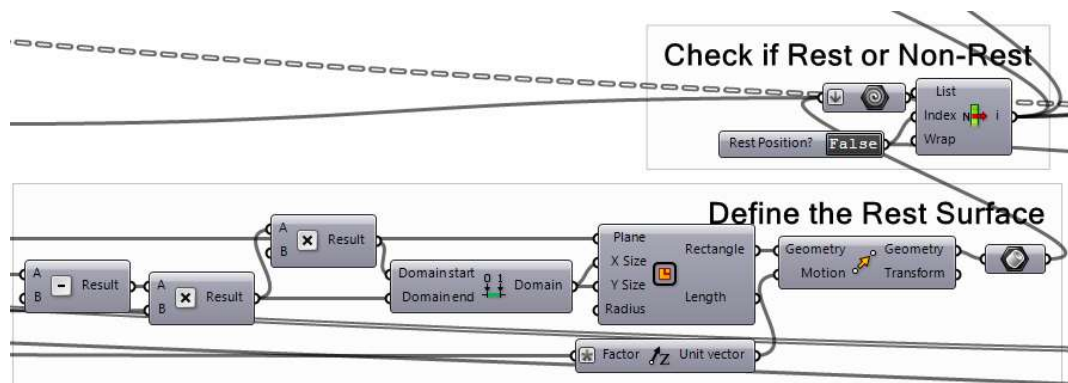 Check if Rest or Non-Rest
List
Index N i
Wrap
Rest Position? False
Define the Rest Surface
A
B
Result
A
B
Result
A
B
Result
Domain start 0 1
Domain end
Domain
Plane
X Size
Y Size
Radius
Rectangle
Length
Geometry
Motion
Geometry
Transform
Factor Z Unit vector